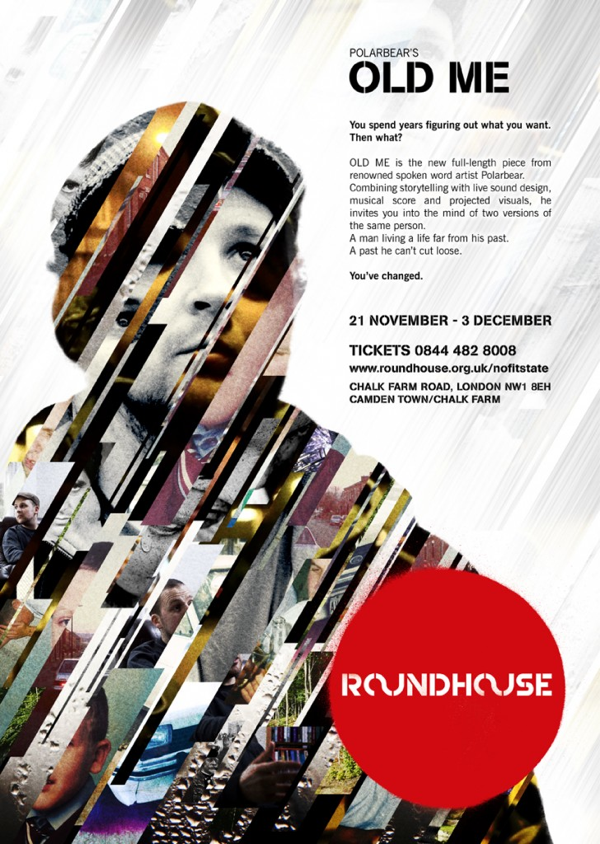 POLARBEAR'S
OLD ME
You spend years figuring out what you want.
Then what?
OLD ME is the new full-length piece from
renowned spoken word artist Polarbear.
Combining storytelling with live sound design,
musical score and projected visuals, he
invites you into the mind of two versions of
the same person.
A man living a life far from his past.
A past he can't cut loose.
You've changed.
21 NOVEMBER - 3 DECEMBER
TICKETS 0844 482 8008
www.roundhouse.org.uk/nofitstate
CHALK FARM ROAD, LONDON NW1 8EH
CAMDEN TOWN/CHALK FARM
ROUNDHOUSE